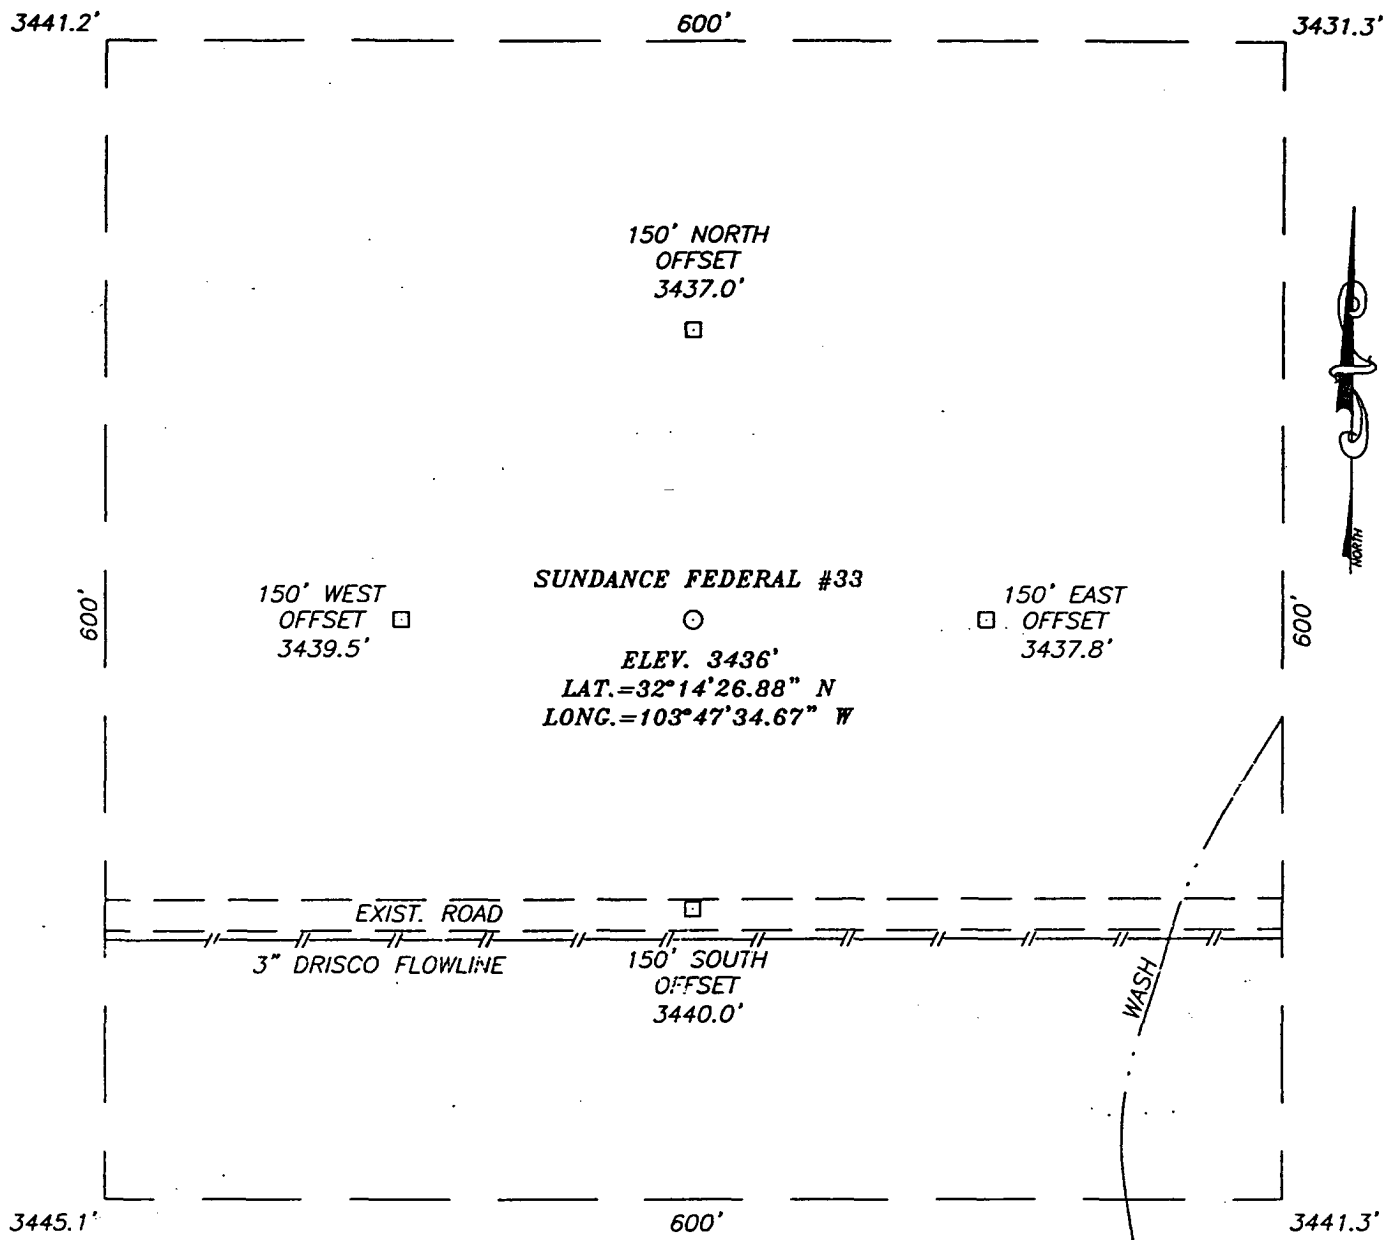 3441.2'
600'
3431.3'
150' NORTH
OFFSET
3437.0'
NORTH
600'
150' WEST
OFFSET
3439.5'
SUNDANCE FEDERAL #33
ELEV. 3436'
LAT.=32°14'26.88" N
LONG.=103°47'34.67" W
150' EAST
OFFSET
3437.8'
600'
EXIST. ROAD
3" DRISCO FLOWLINE
150' SOUTH
OFFSET
3440.0'
WASH
3445.1'
600'
3441.3'